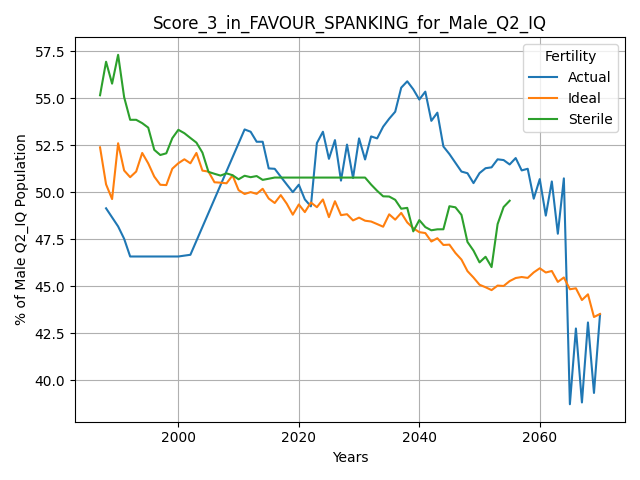 Score_3_in_FAVOUR_SPANKING_for_Male_Q2_IQ
% of Male Q2_IQ Population
57.5
55.0
52.5
50.0
47.5
45.0
42.5
40.0
Fertility
Actual
Ideal
Sterile
2000
2020
2040
2060
Years